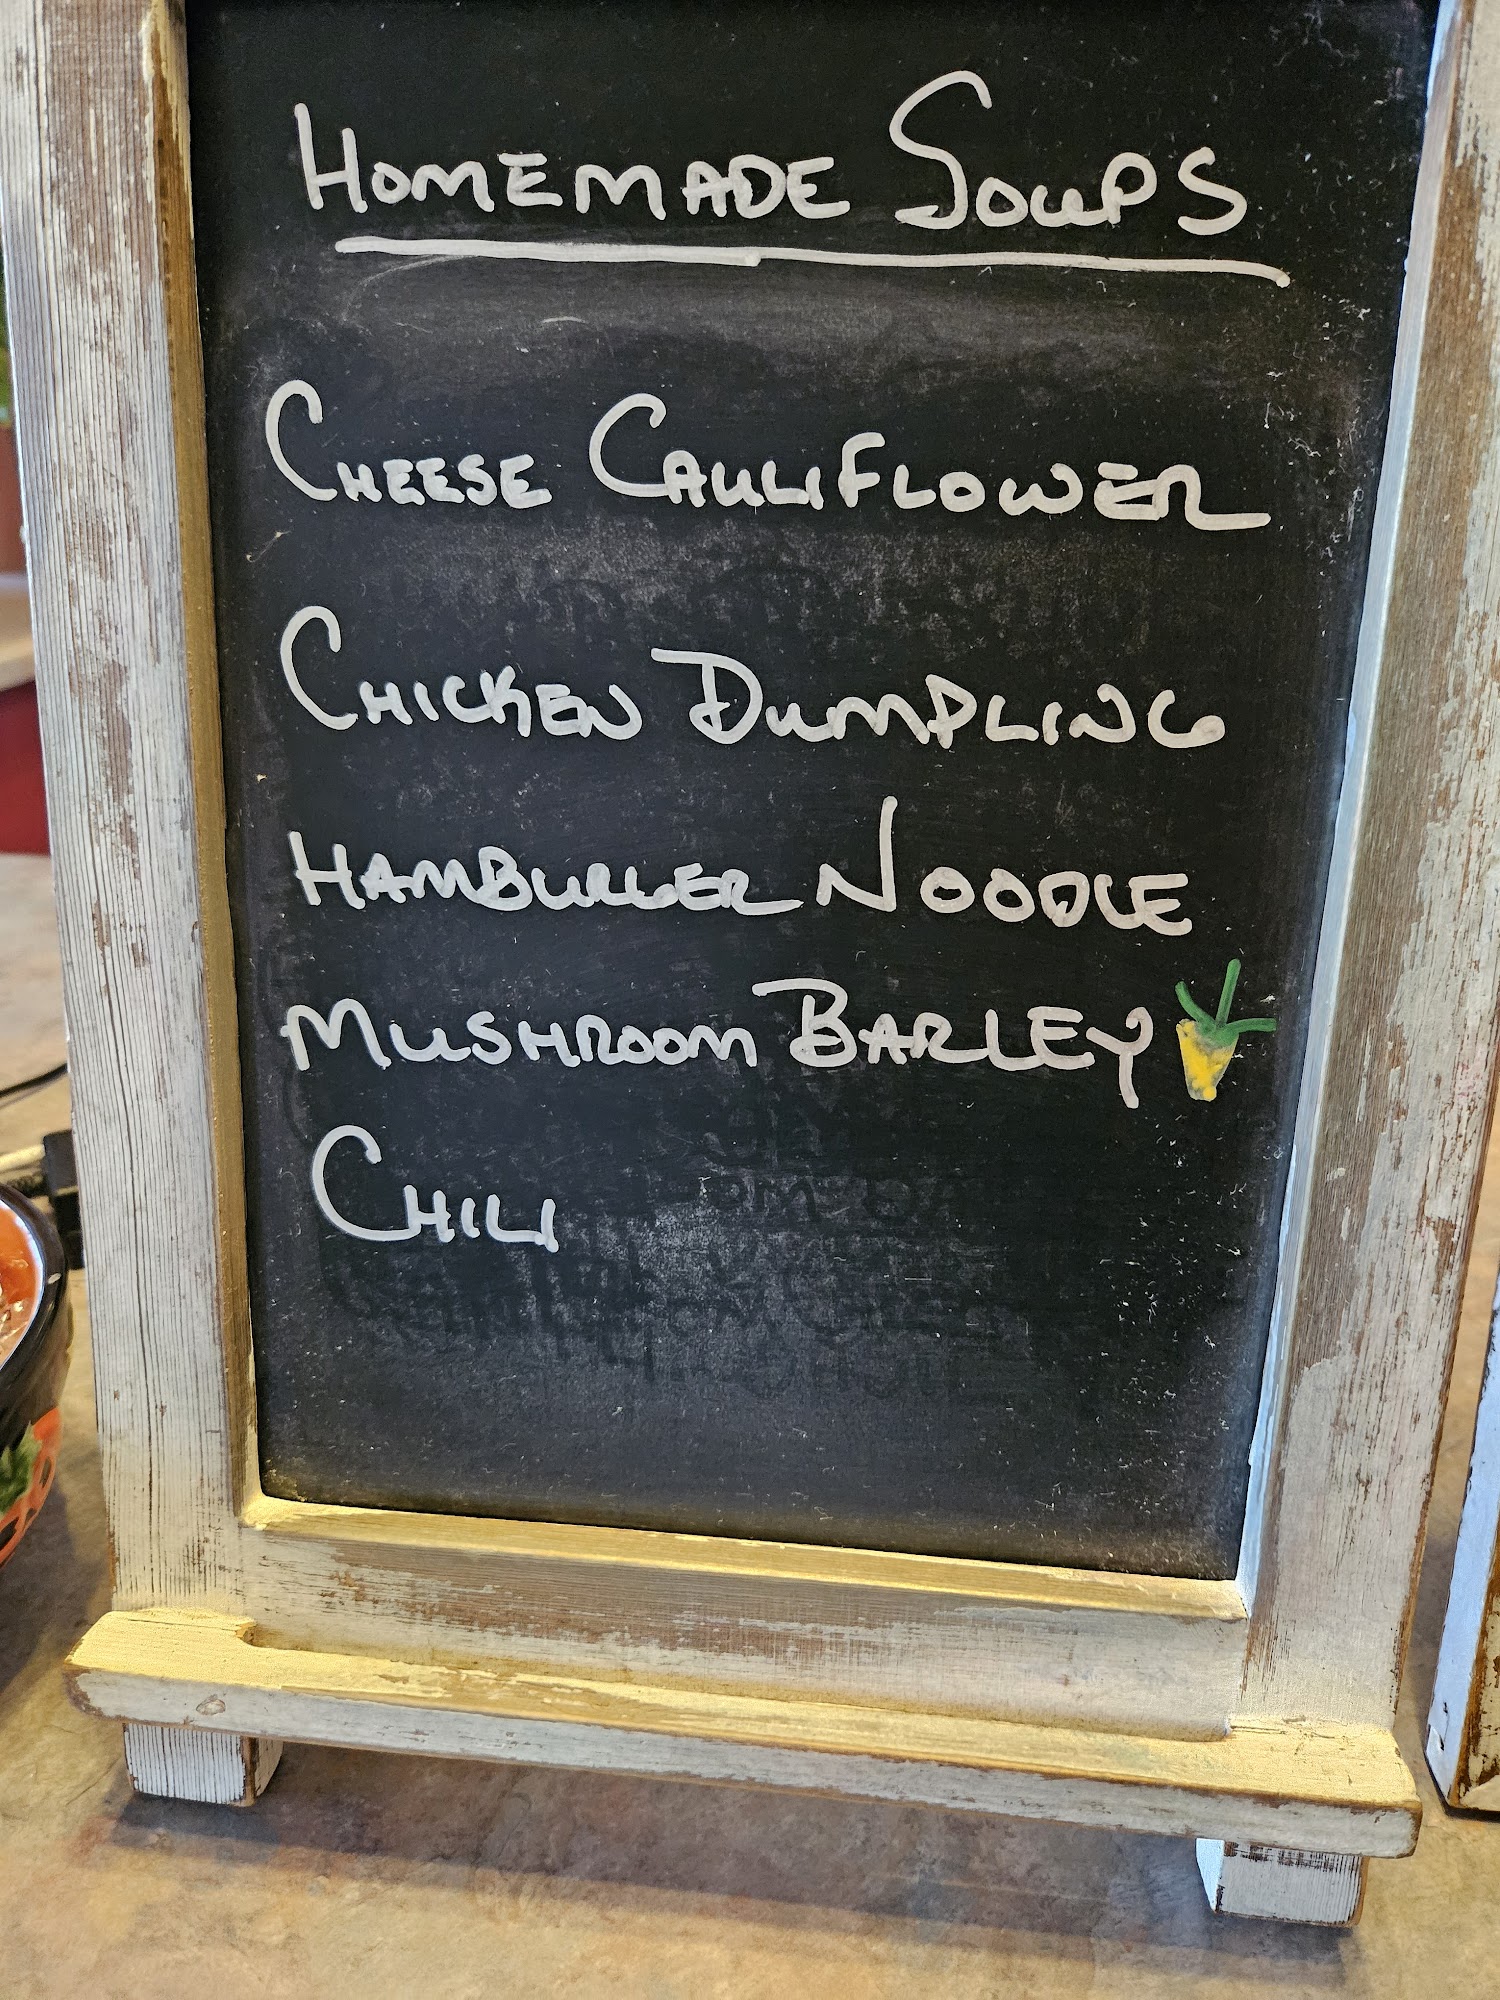 HOMEMADE SOUPS
CHEESE CAULIFLOWER
CHICKEN DUMPLING
HAMBURGER NOODLE
MUSHROOM BARLEY
CHILI